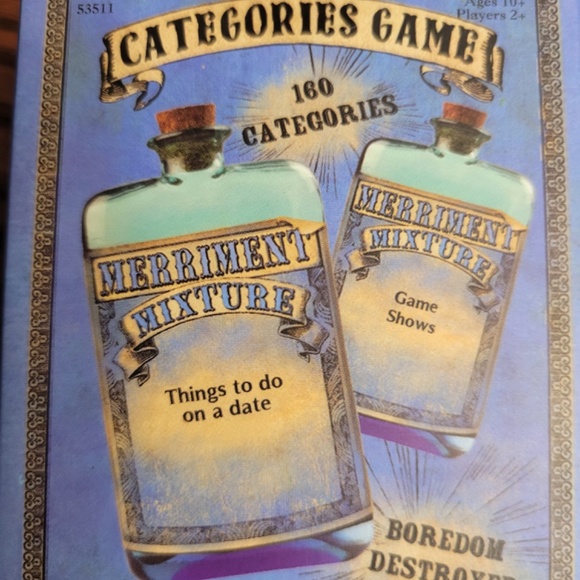 53511
Ages 10+
Players 2+
CATEGORIES GAME
160
CATEGORIES
MERRIMENT
MIXTURE
Things to do
on a date
MERRIMENT
MIXTURE
Game
Shows
BOREDOM